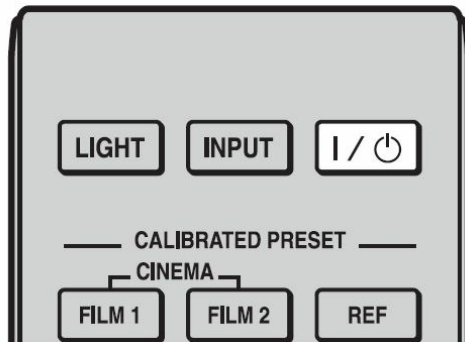 LIGHT INPUT I/⏻
CALIBRATED PRESET
CINEMA
FILM 1 FILM 2 REF